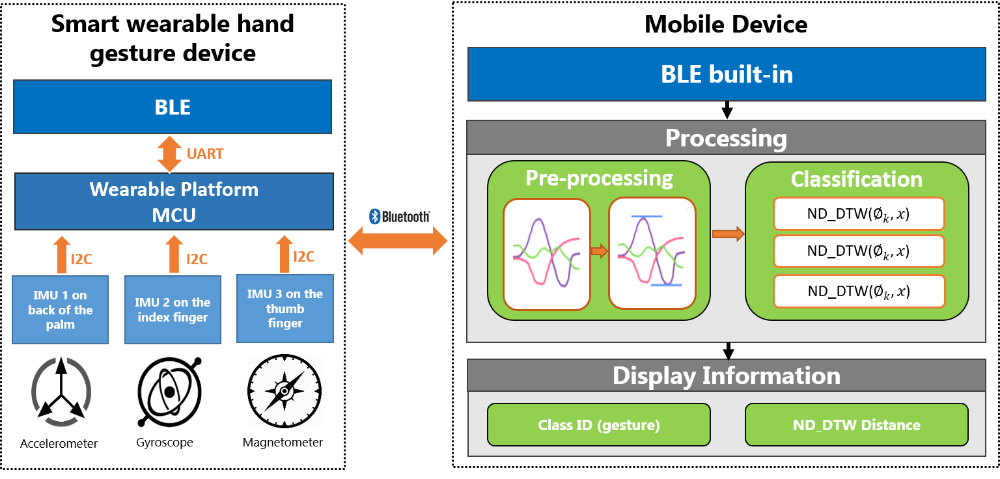 Smart wearable hand
gesture device
BLE
UART
Wearable Platform
MCU
I2C
I2C
I2C
IMU 1 on
back of the
palm
IMU 2 on the
index finger
IMU 3 on the
thumb
finger
Accelerometer
Gyroscope
Magnetometer
Bluetooth
Mobile Device
BLE built-in
Processing
Pre-processing
Classification
ND_DTW(∅ₖ, x)
ND_DTW(∅ₖ, x)
ND_DTW(∅ₖ, x)
Display Information
Class ID (gesture)
ND_DTW Distance